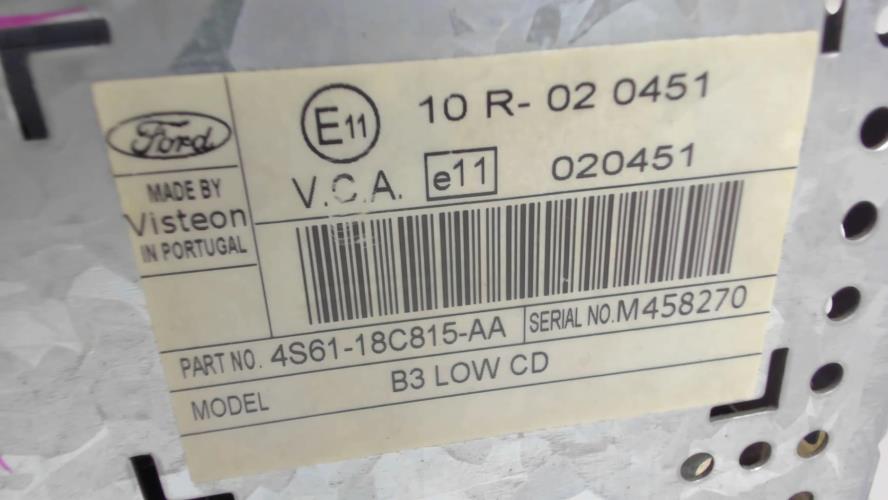 Ford
MADE BY
Visteon
IN PORTUGAL
E11
10 R- 02 0451
V.C.A.
e11
020451
PART NO. 4S61-18C815-AA
SERIAL NO. M458270
MODEL B3 LOW CD